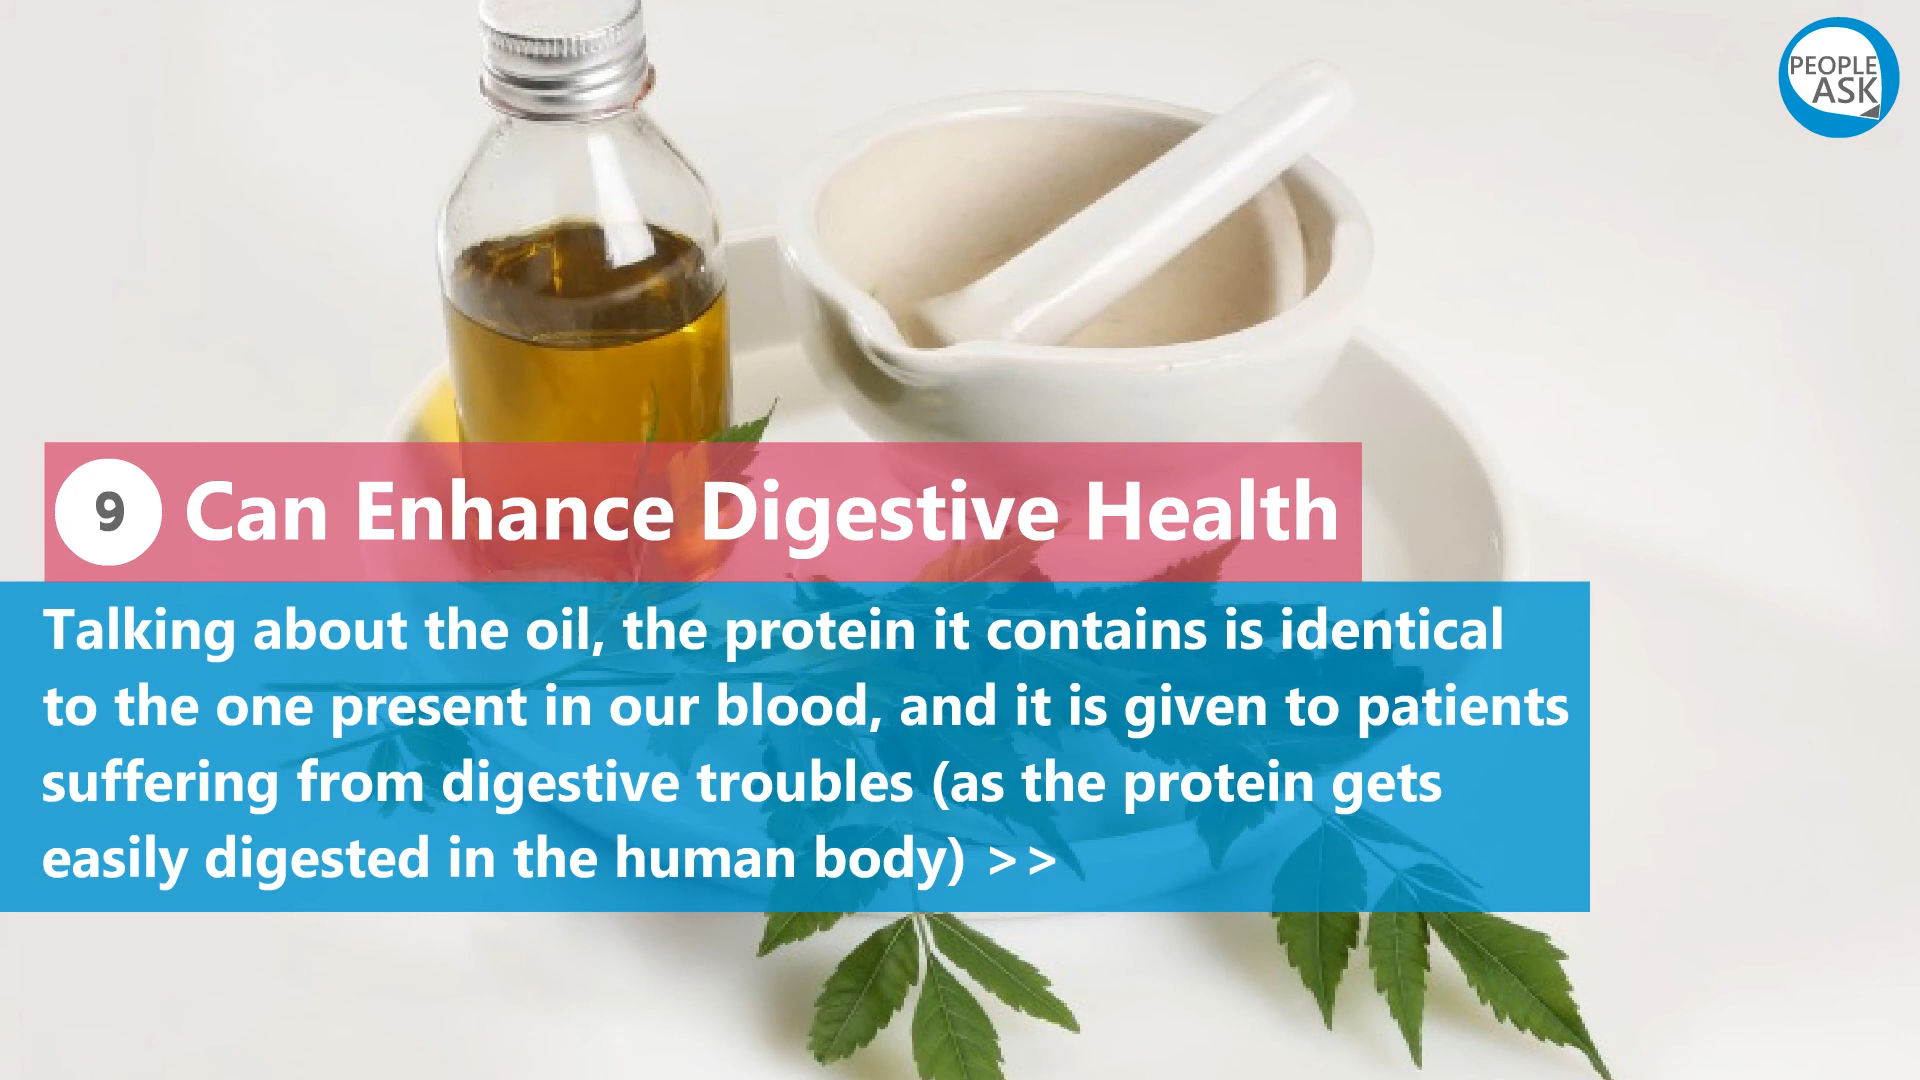 PEOPLE
ASK
9 Can Enhance Digestive Health
Talking about the oil, the protein it contains is identical
to the one present in our blood, and it is given to patients
suffering from digestive troubles (as the protein gets
easily digested in the human body) >>